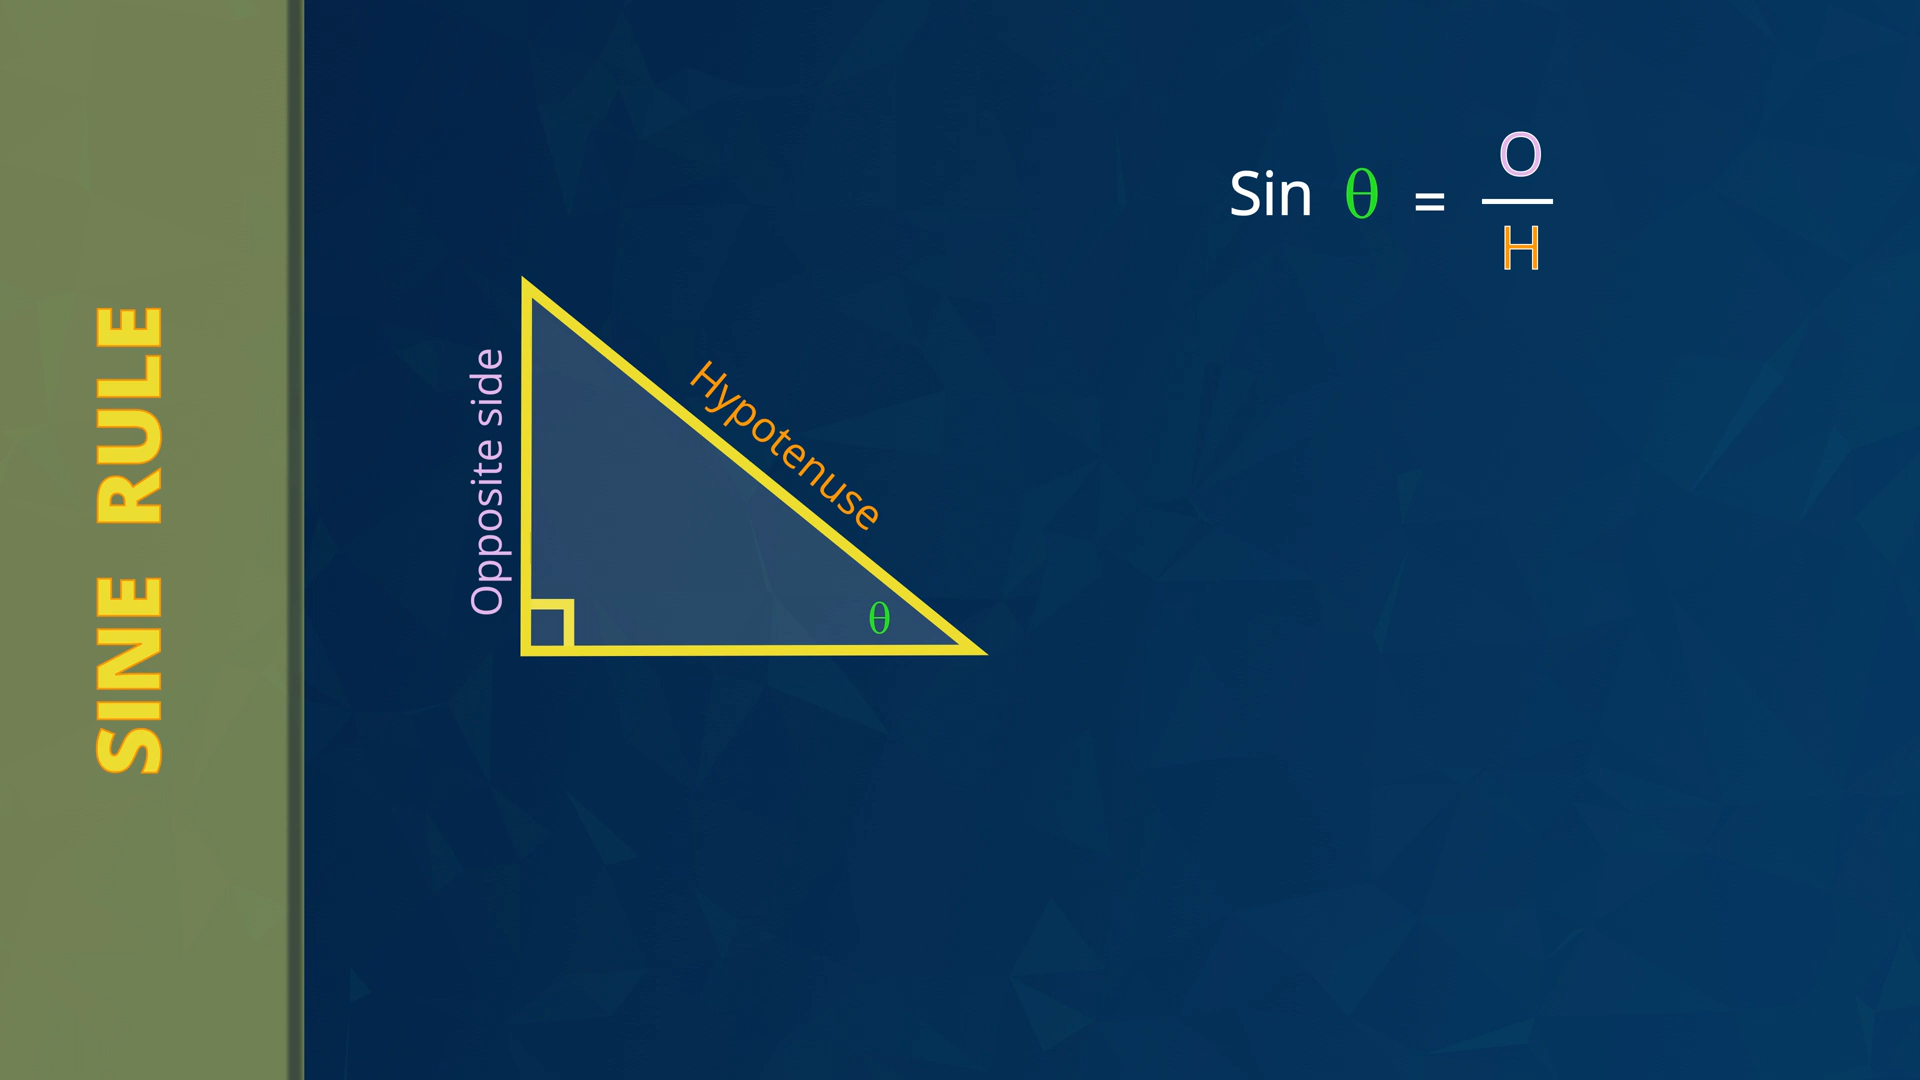 SINE RULE
Sin θ = O/H
Opposite side
Hypotenuse
θ